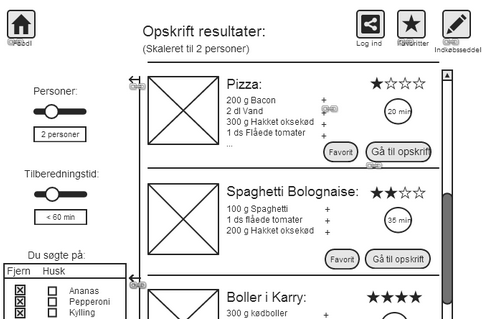 Opskrift resultater:
(Skaleret til 2 personer)
Log ind
Favoritter
Indkøbsseddel
Personer:
2 personer
Tilberedningstid:
< 60 min
Du søgte på:
Fjern Husk
Ananas
Pepperoni
Kylling
Pizza:
200 g Bacon +
2 dl Vand
300 g Hakket oksekød +
1 ds Flåede tomater +
...
20 min
Favorit
Gå til opskrift
Spaghetti Bolognaise:
100 g Spaghetti +
1 ds flåede tomater +
200 g Hakket oksekød +
35 min
Favorit
Gå til opskrift
Boller i Karry:
300 g kødboller +